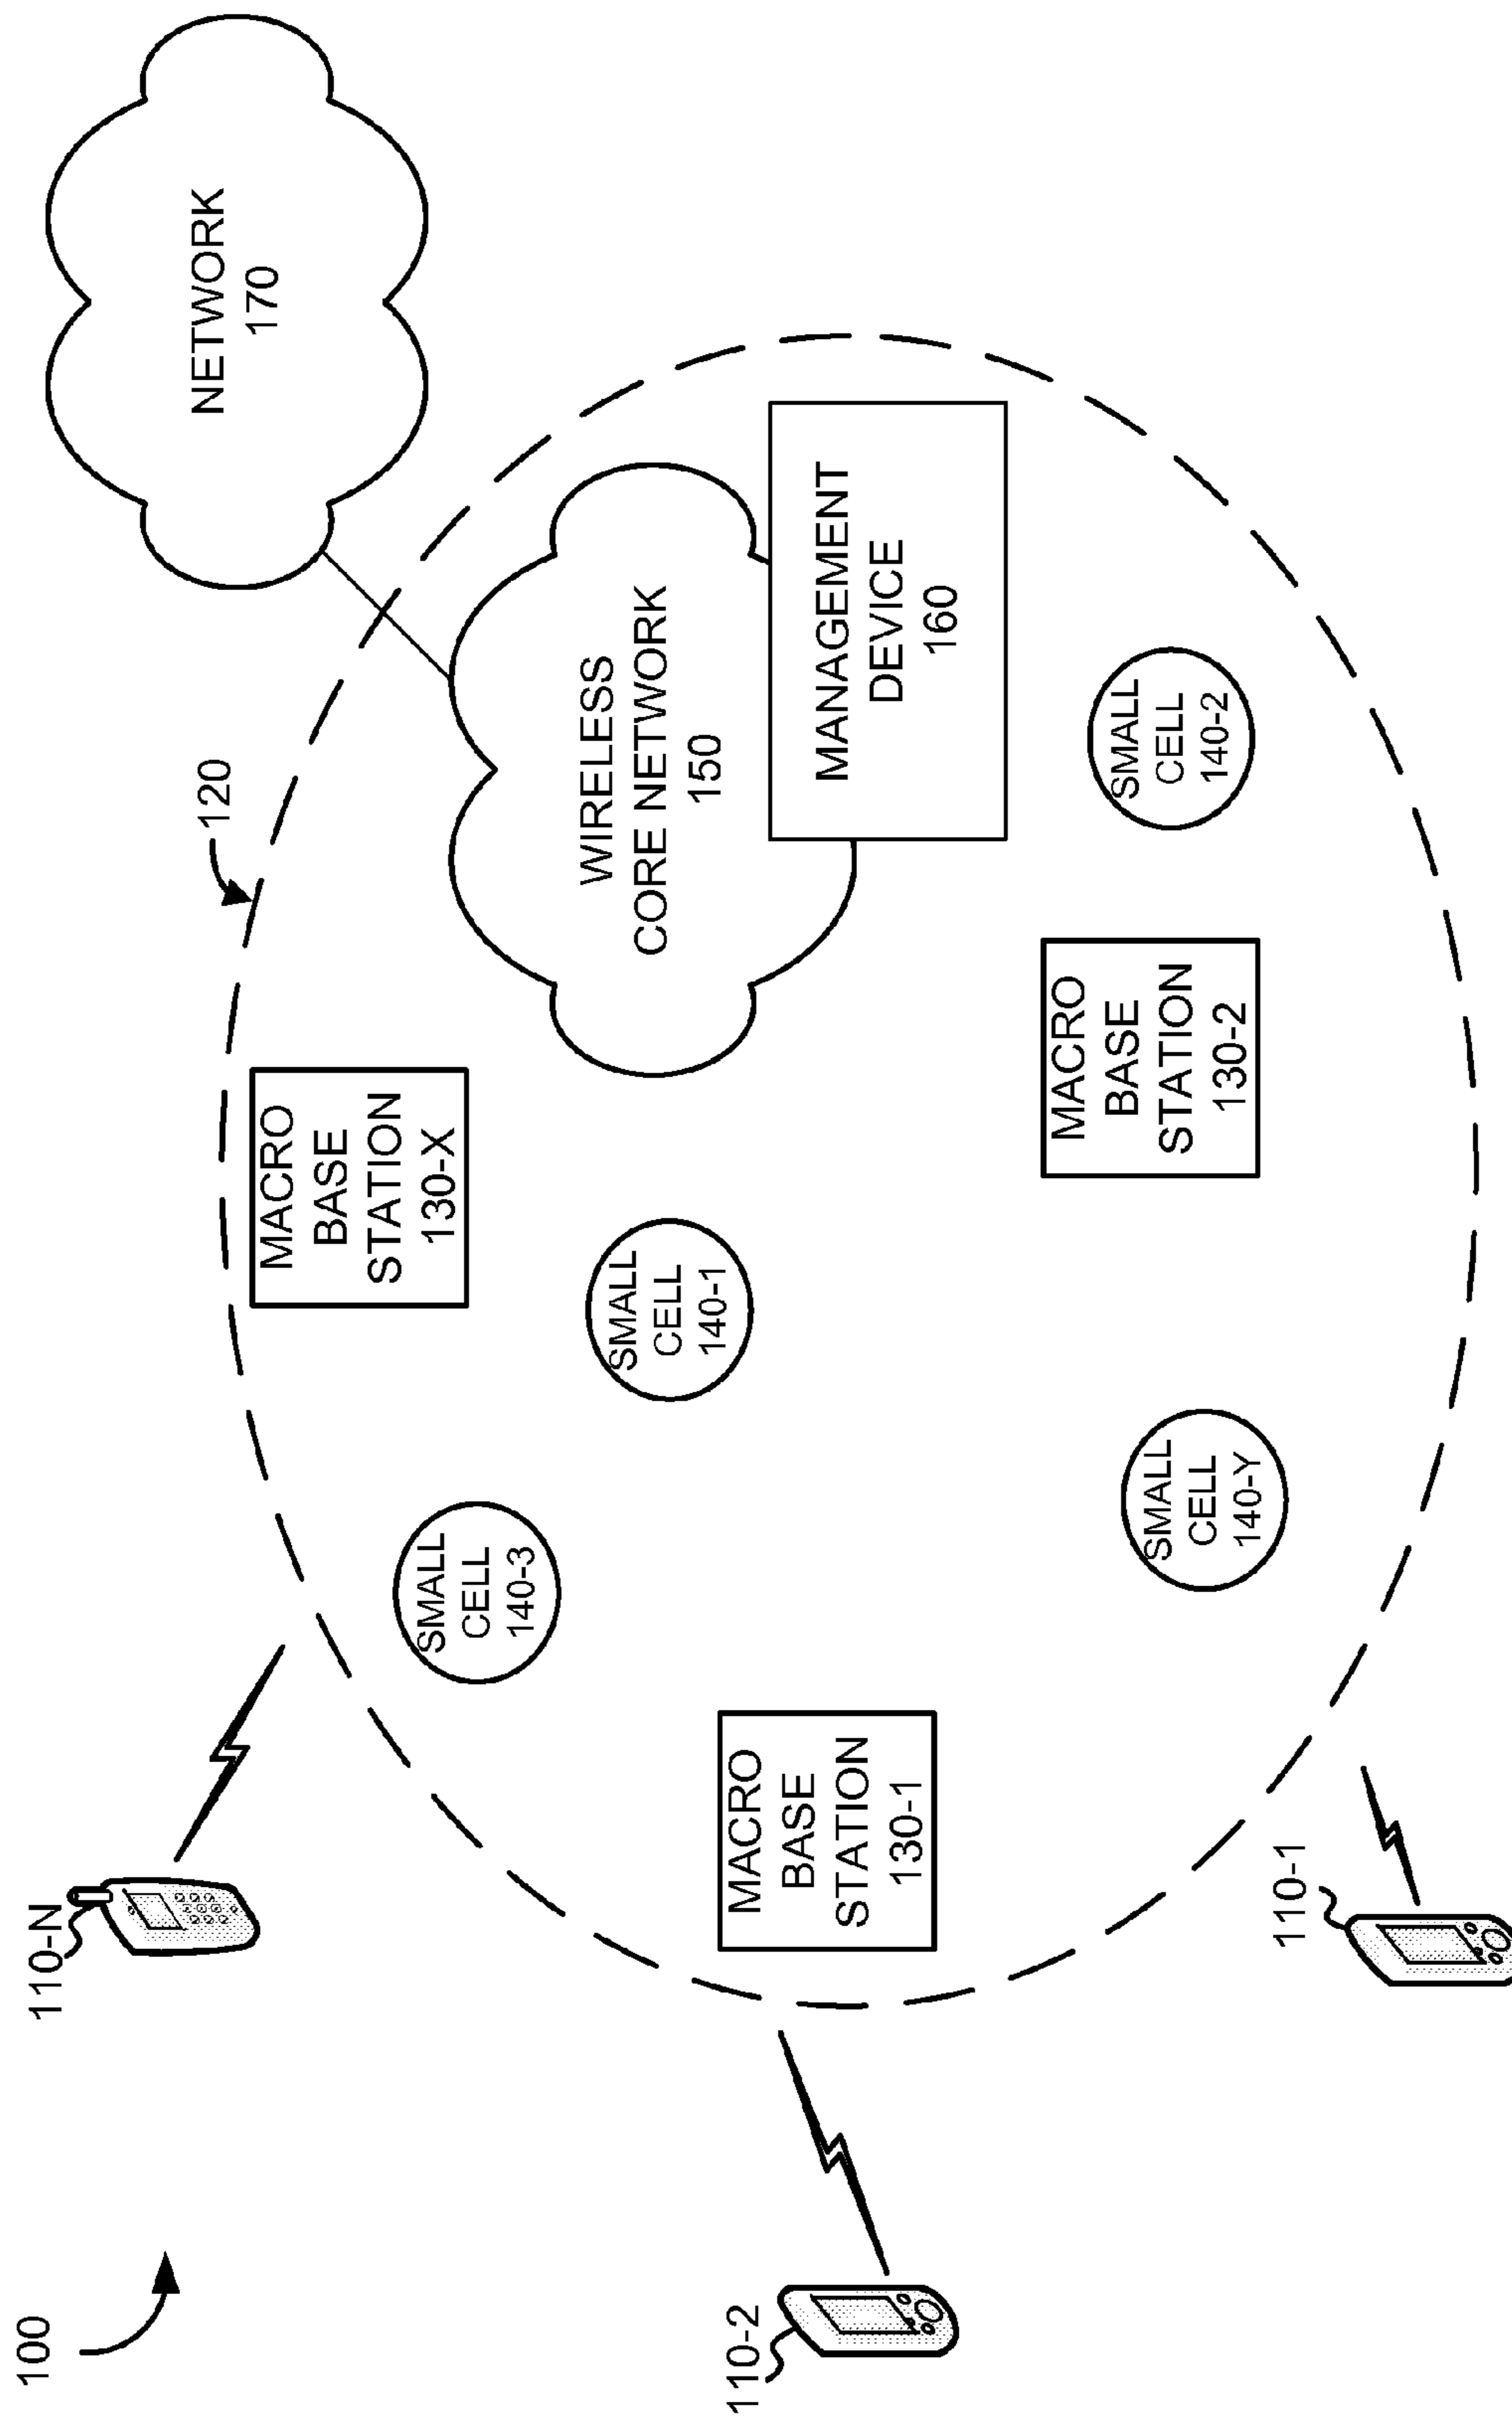 100
110-N
120
NETWORK
170
MACRO
BASE
STATION
130-X
WIRELESS
CORE NETWORK
150
SMALL
CELL
140-3
SMALL
CELL
140-1
MANAGEMENT
DEVICE
160
110-2
MACRO
BASE
STATION
130-1
MACRO
BASE
STATION
130-2
SMALL
CELL
140-2
SMALL
CELL
140-Y
110-1